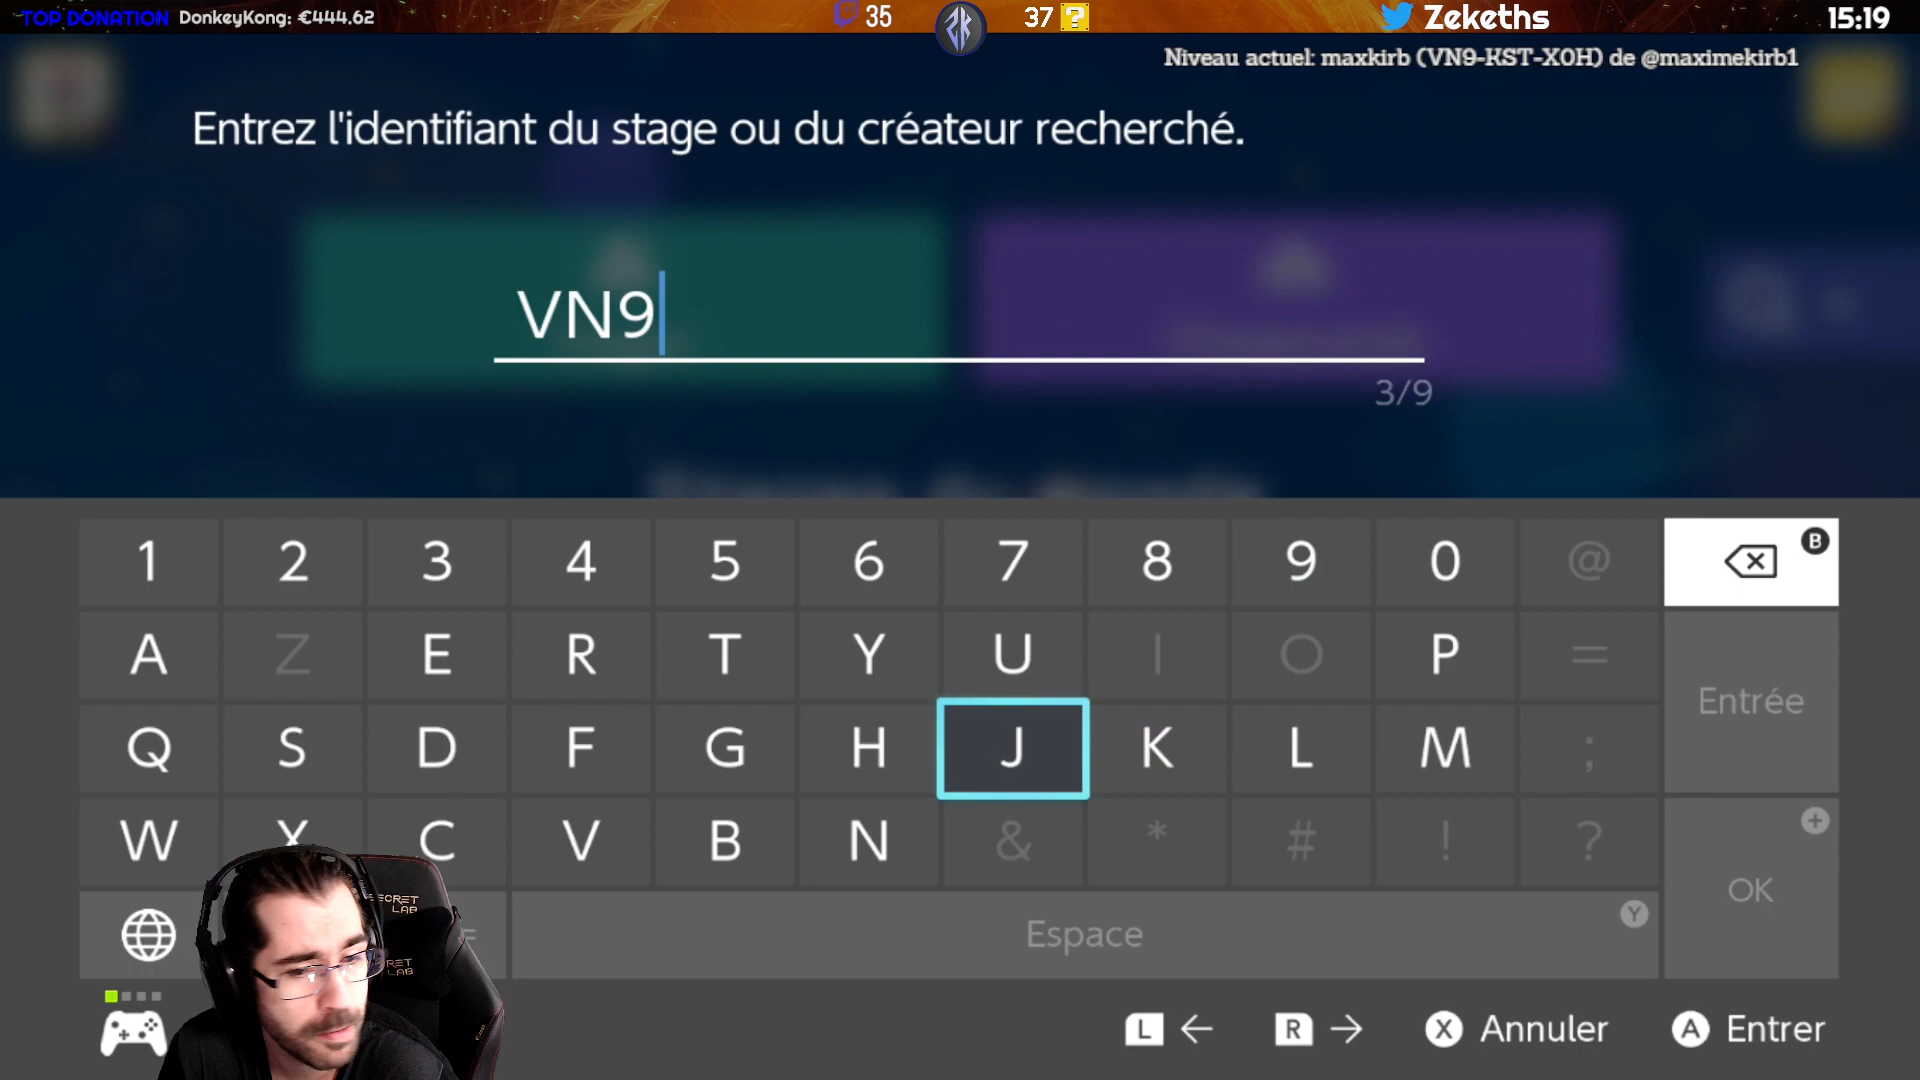 TOP DONATION DonkeyKong: €444.62 35 37 ? Zekeths 15:19
Niveau actuel: maxkirb (VN9-KST-X0H) de @maximekirb1
Entrez l'identifiant du stage ou du créateur recherché.
VN9
3/9
1 2 3 4 5 6 7 8 9 0 @ B
A Z E R T Y U I O P = Entrée
Q S D F G H J K L M ;
W X C V B N & * # ! ? + OK
SECRET LAB
Espace Y
L ← R → X Annuler A Entrer